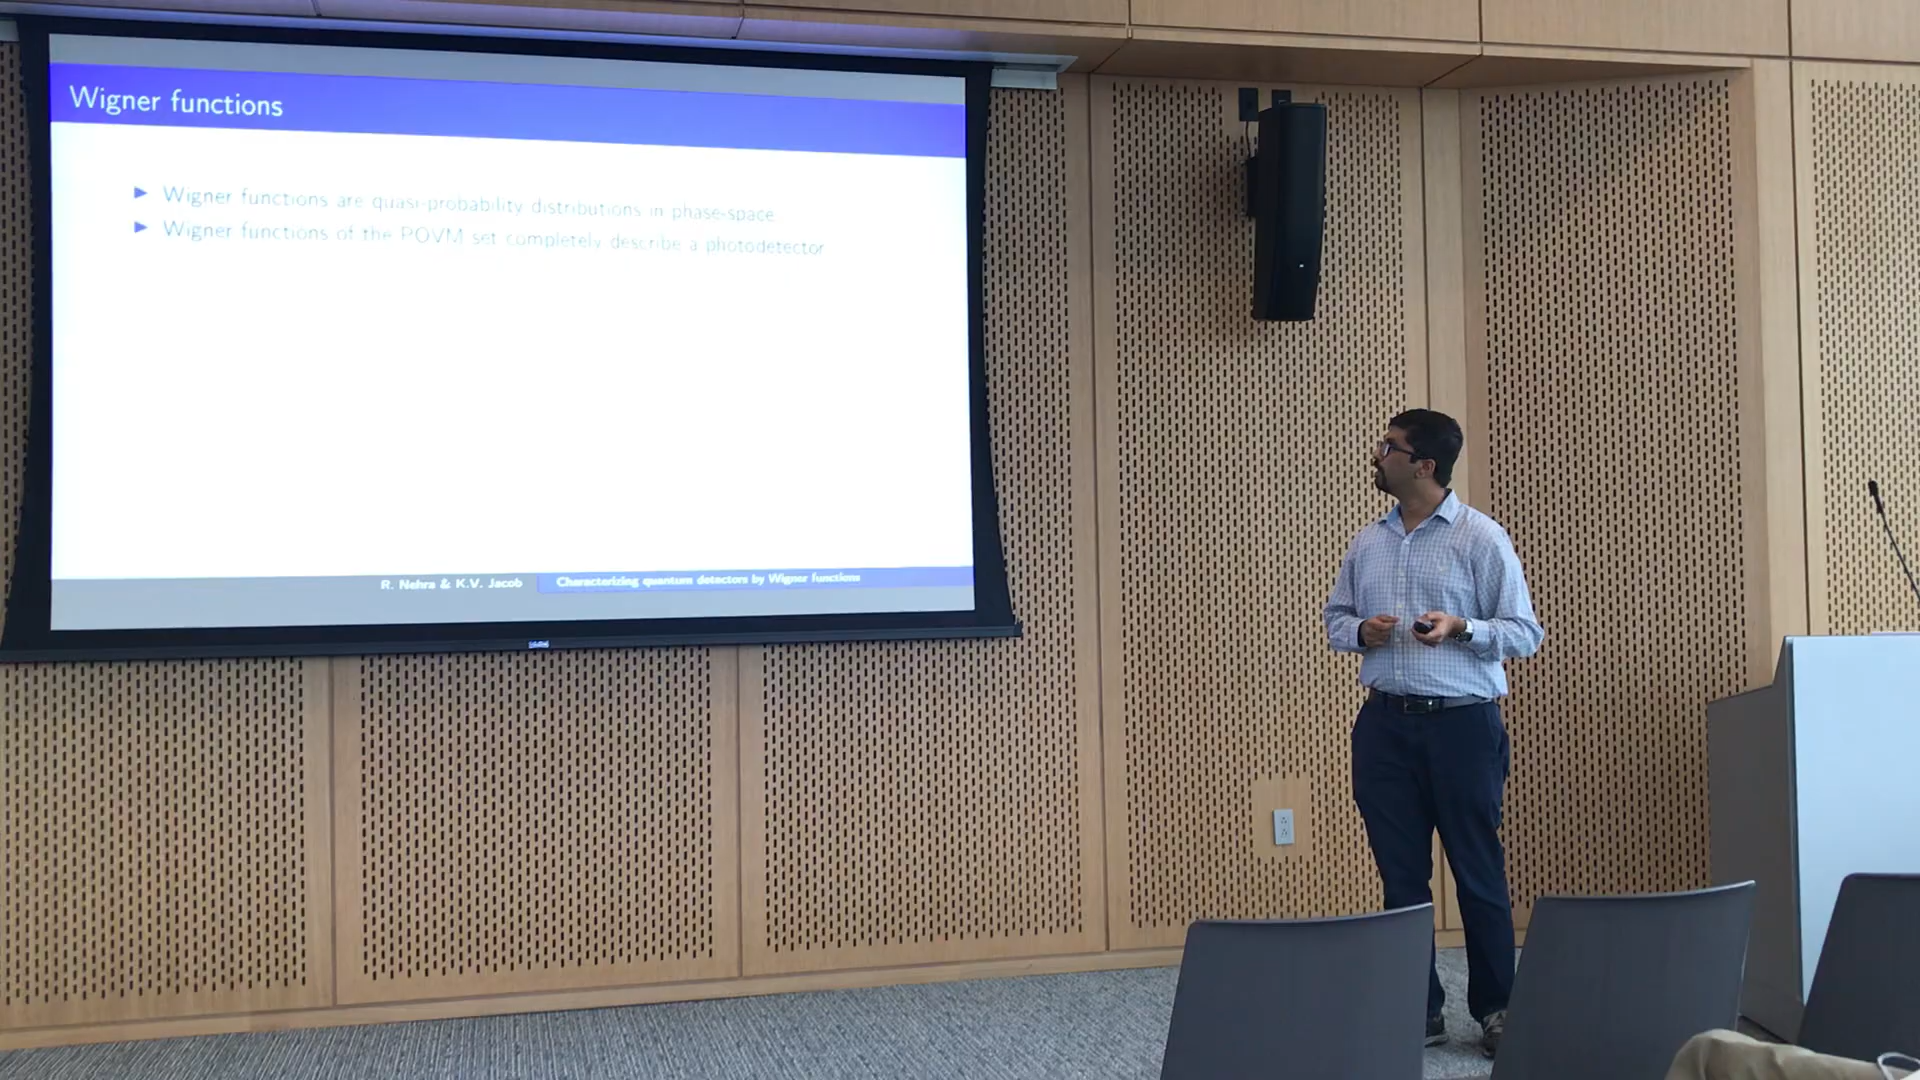 Wigner functions
Wigner functions are quasi-probability distributions in phase-space
Wigner functions of the POVM set completely describe a photodetector
R. Nehra & K.V. Jacob
Characterizing quantum detectors by Wigner functions